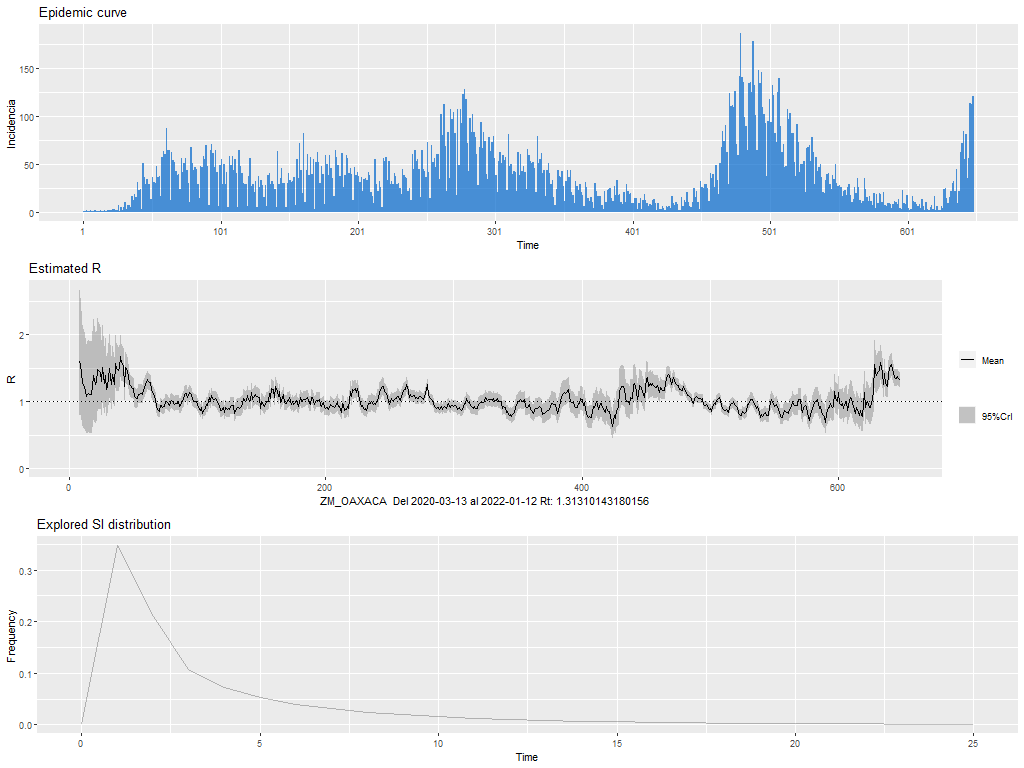 Epidemic curve
Incidencia
150
100
50
0
1 101 201 301 401 501 601
Time
Estimated R
R
2
1
0
0 200 400 600
ZM_OAXACA Del 2020-03-13 al 2022-01-12 Rt: 1.31310143180156
Mean
95%CrI
Explored SI distribution
Frequency
0.3
0.2
0.1
0.0
0 5 10 15 20 25
Time